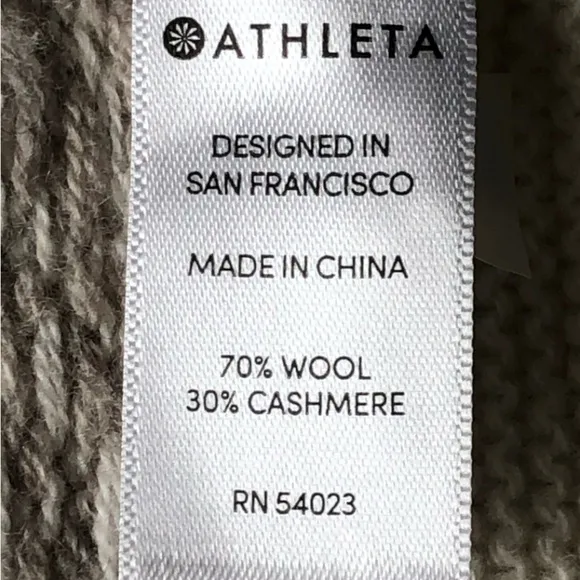 ATHLETA
DESIGNED IN
SAN FRANCISCO
MADE IN CHINA
70% WOOL
30% CASHMERE
RN 54023